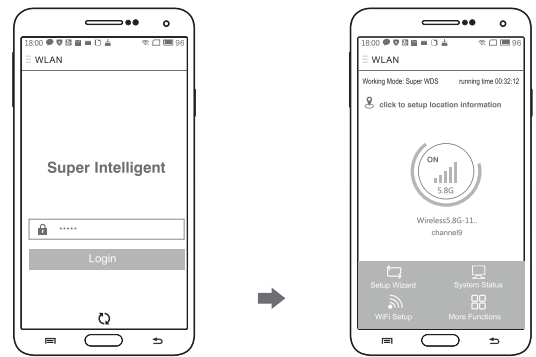 18:00 96
WLAN
Super Intelligent
.....
Login
18:00 96
WLAN
Working Mode: Super WDS running time 00:32:12
click to setup location information
ON
5.8G
Wireless5.8G-11..
channel9
Setup Wizard System Status
WiFi Setup More Functions